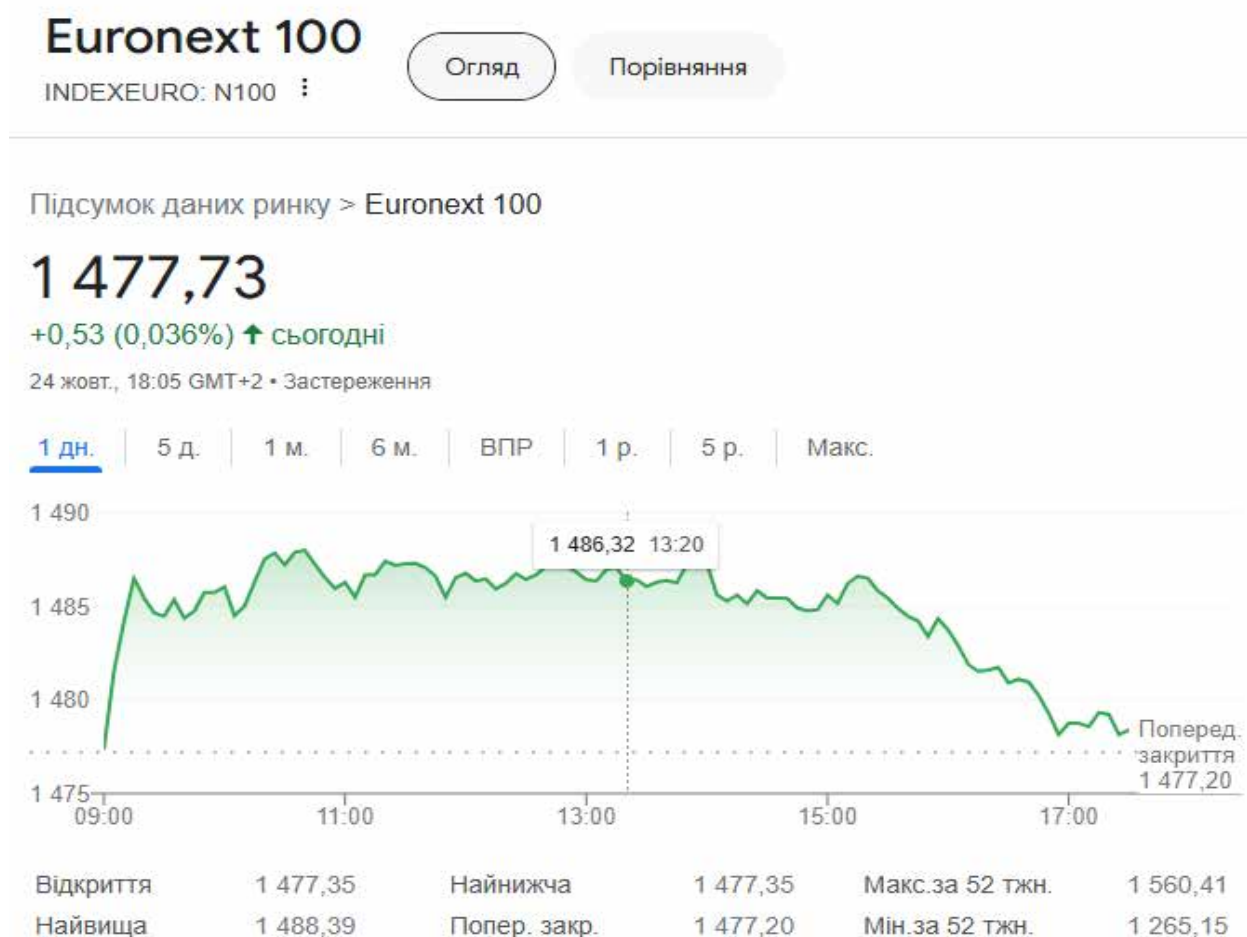 Euronext 100
Огляд Порівняння
INDEXEURO: N100
Підсумок даних ринку > Euronext 100
1 477,73
+0,53 (0,036%) ↑ сьогодні
24 жовт., 18:05 GMT+2 • Застереження
1 дн. 5 д. 1 м. 6 м. ВПР 1 р. 5 р. Макс.
1 490
1 486,32 13:20
1 485
1 480
Поперед.
закриття
1 477,20
1 475
09:00 11:00 13:00 15:00 17:00
Відкриття 1 477,35 Найнижча 1 477,35 Макс.за 52 тжн. 1 560,41
Найвища 1 488,39 Попер. закр. 1 477,20 Мін.за 52 тжн. 1 265,15